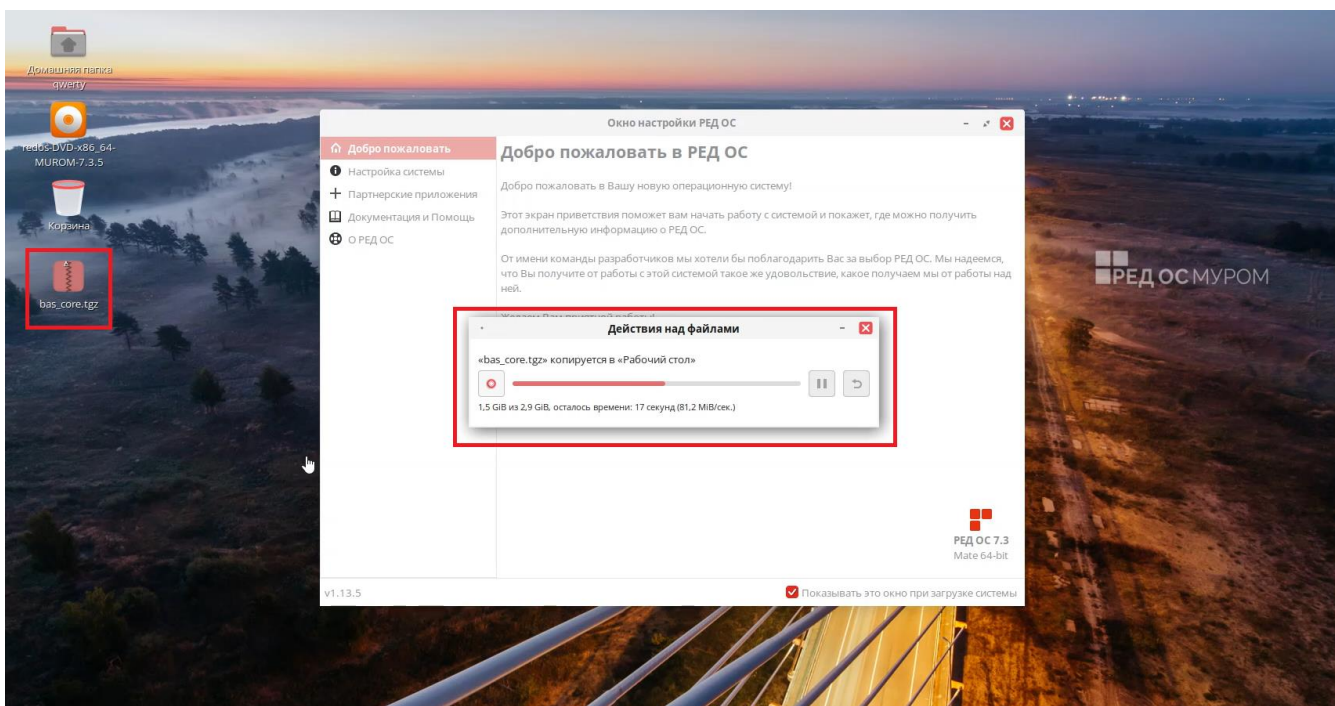 Домашняя папка
qwerty
redos-DVD-x86_64-
MUROM-7.3.5
Корзина
bas_core.tgz
Окно настройки РЕД ОС
Добро пожаловать
Настройка системы
Партнерские приложения
Документация и Помощь
О РЕД ОС
Добро пожаловать в РЕД ОС
Добро пожаловать в Вашу новую операционную систему!
Этот экран приветствия поможет вам начать работу с системой и покажет, где можно получить
дополнительную информацию о РЕД ОС.
От имени команды разработчиков мы хотели бы поблагодарить Вас за выбор РЕД ОС. Мы надеемся,
что Вы получите от работы с этой системой такое же удовольствие, какое получаем мы от работы над
ней.
Желаем Вам приятной работы!
Действия над файлами
«bas_core.tgz» копируется в «Рабочий стол»
1,5 GiB из 2,9 GiB, осталось времени: 17 секунд (81,2 MiB/сек.)
РЕД ОС 7.3
Mate 64-bit
v1.13.5
Показывать это окно при загрузке системы
РЕД ОС МУРОМ